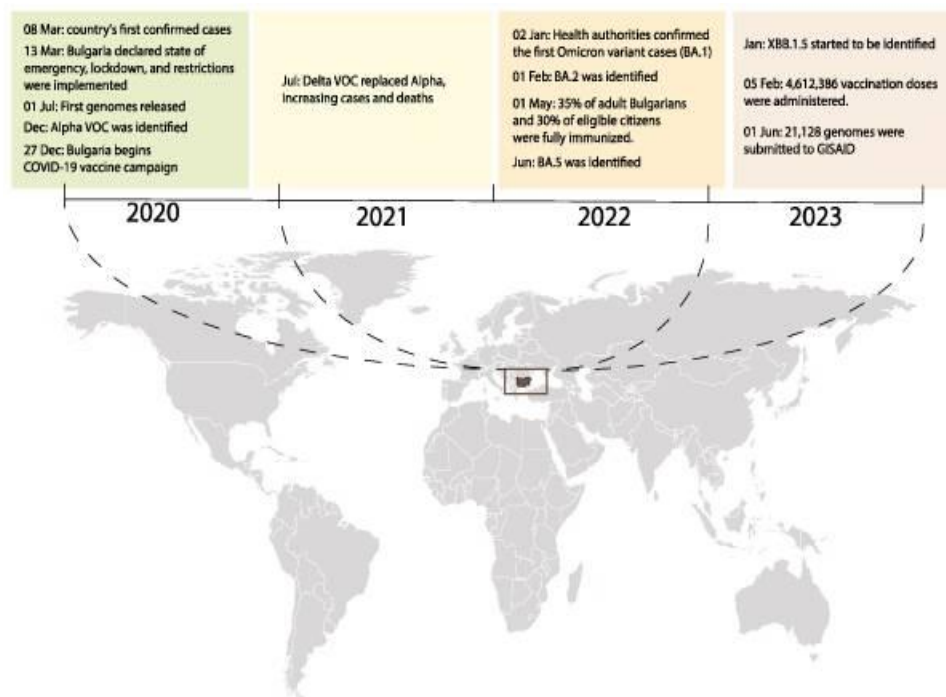 08 Mar: country's first confirmed cases
13 Mar: Bulgaria declared state of
emergency, lockdown, and restrictions
were implemented
01 Jul: First genomes released
Dec: Alpha VOC was identified
27 Dec: Bulgaria begins
COVID-19 vaccine campaign
Jul: Delta VOC replaced Alpha,
increasing cases and deaths
02 Jan: Health authorities confirmed
the first Omicron variant cases (BA.1)
01 Feb: BA.2 was identified
01 May: 35% of adult Bulgarians
and 30% of eligible citizens
were fully immunized.
Jun: BA.5 was identified
Jan: XBB.1.5 started to be identified
05 Feb: 4,612,386 vaccination doses
were administered.
01 Jun: 21,128 genomes were
submitted to GISAID
2020
2021
2022
2023